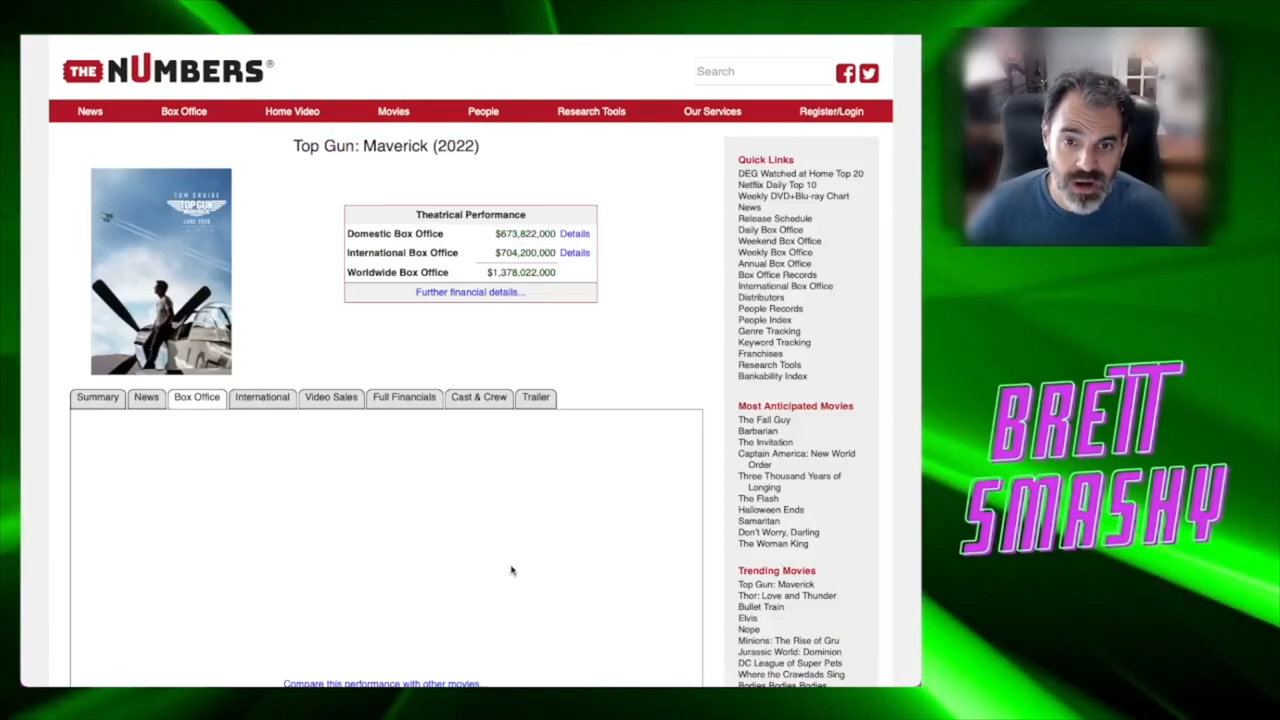 THE NUMBERS®
Search
News Box Office Home Video Movies People Research Tools Our Services Register/Login
Top Gun: Maverick (2022)
TOM CRUISE
TOP GUN
MAVERICK
Theatrical Performance
Domestic Box Office $673,822,000 Details
International Box Office $704,200,000 Details
Worldwide Box Office $1,378,022,000
Further financial details...
Summary News Box Office International Video Sales Full Financials Cast & Crew Trailer
Compare this performance with other movies...
Quick Links
DEG Watched at Home Top 20
Netflix Daily Top 10
Weekly DVD+Blu-ray Chart
News
Release Schedule
Daily Box Office
Weekend Box Office
Weekly Box Office
Annual Box Office
Box Office Records
International Box Office
Distributors
People Records
People Index
Genre Tracking
Keyword Tracking
Franchises
Research Tools
Bankability Index
Most Anticipated Movies
The Fall Guy
Barbarian
The Invitation
Captain America: New World
Order
Three Thousand Years of
Longing
The Flash
Halloween Ends
Samaritan
Don't Worry, Darling
The Woman King
Trending Movies
Top Gun: Maverick
Thor: Love and Thunder
Bullet Train
Elvis
Nope
Minions: The Rise of Gru
Jurassic World: Dominion
DC League of Super Pets
Where the Crawdads Sing
Bodies Bodies Bodies
BRETT
SMASHY